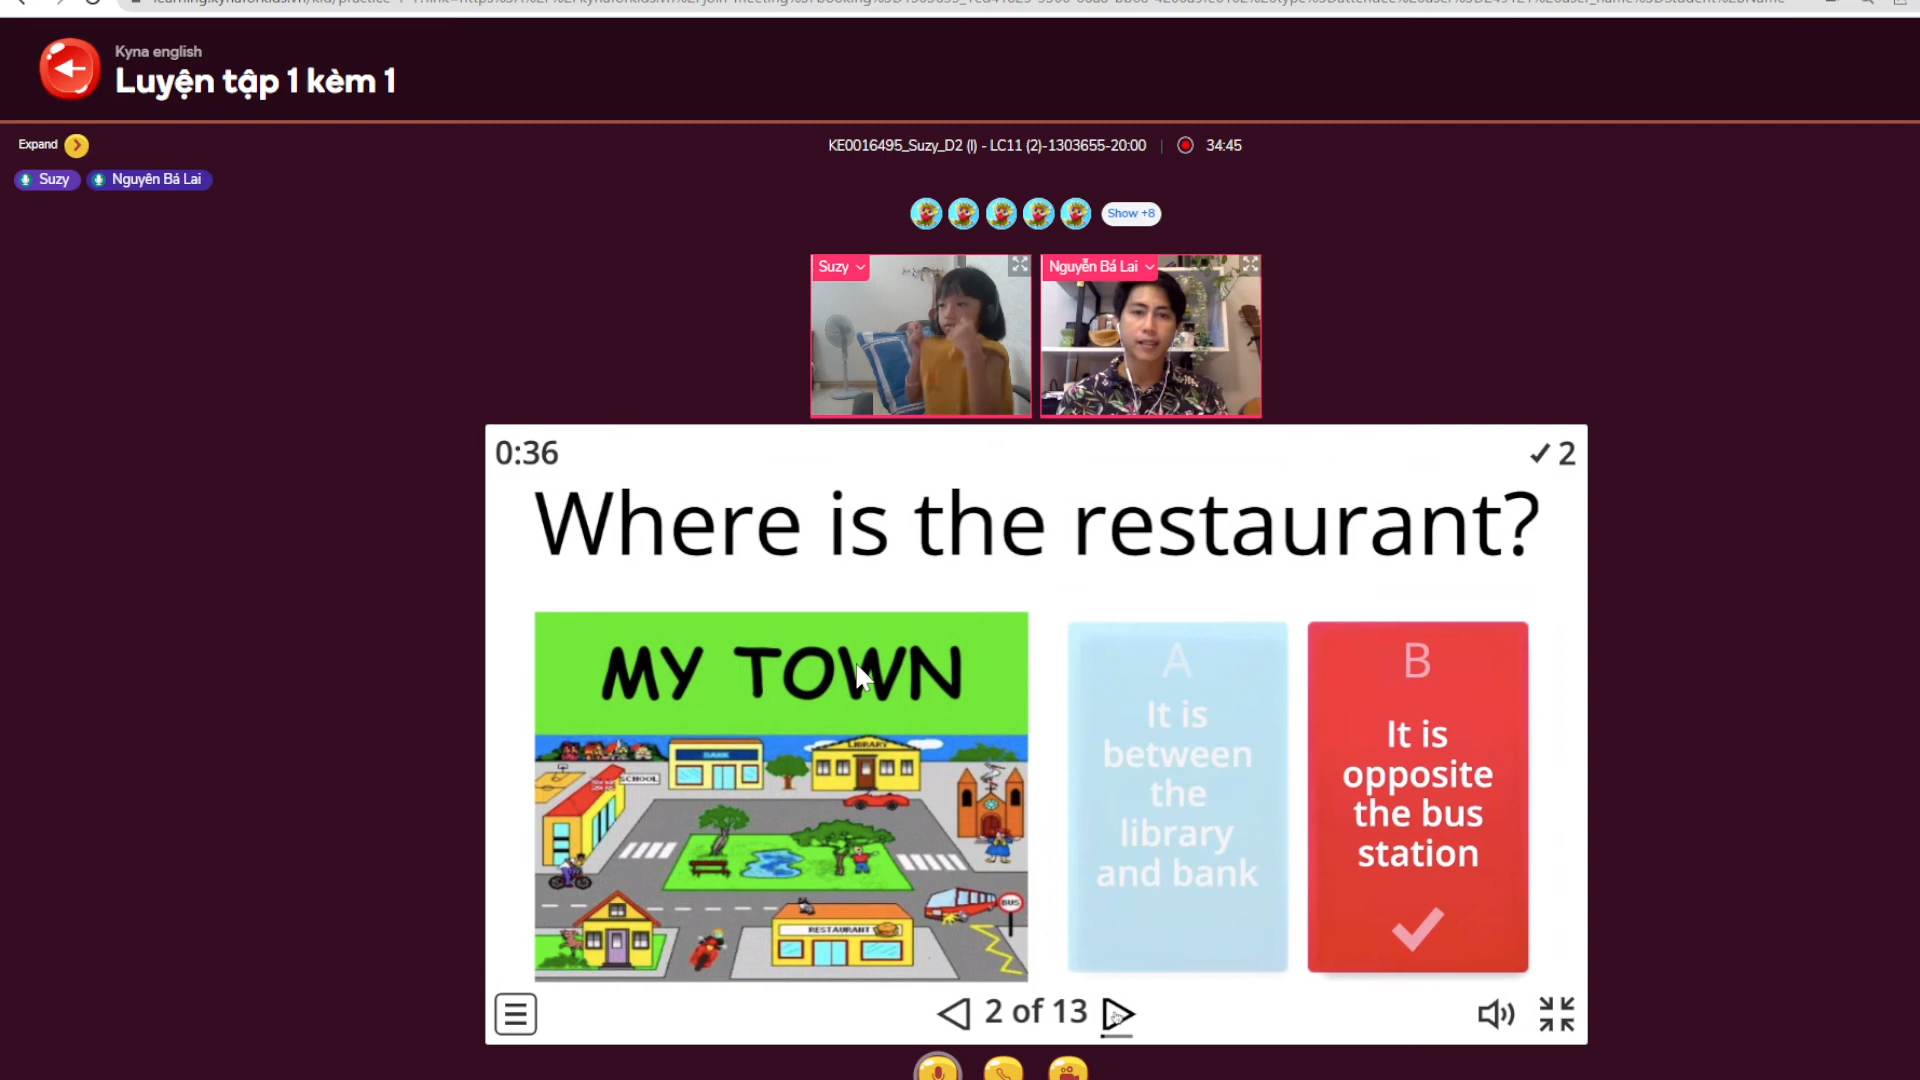 Kyna english
Luyện tập 1 kèm 1
Expand
KE0016495_Suzy_D2 (I) - LC11 (2)-1303655-20:00 | 34:45
Suzy
Nguyên Bá Lai
Show +8
Suzy
Nguyễn Bá Lai
0:36
✓ 2
Where is the restaurant?
MY TOWN
BANK
LIBRARY
SCHOOL
BUS
RESTAURANT
A
It is
between
the
library
and bank
B
It is
opposite
the bus
station
2 of 13